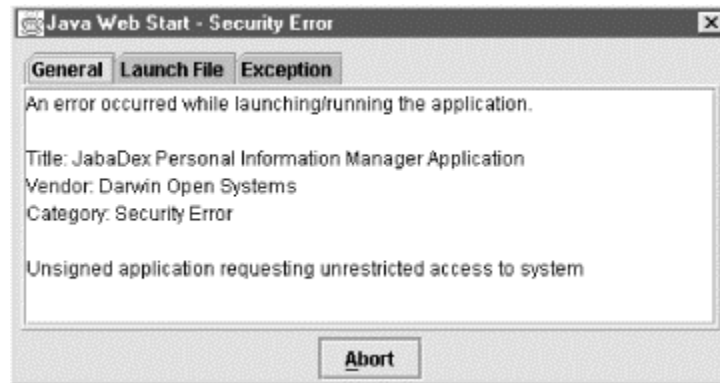 Java Web Start - Security Error
General Launch File Exception
An error occurred while launching/running the application.
Title: JabaDex Personal Information Manager Application
Vendor: Darwin Open Systems
Category: Security Error
Unsigned application requesting unrestricted access to system
Abort